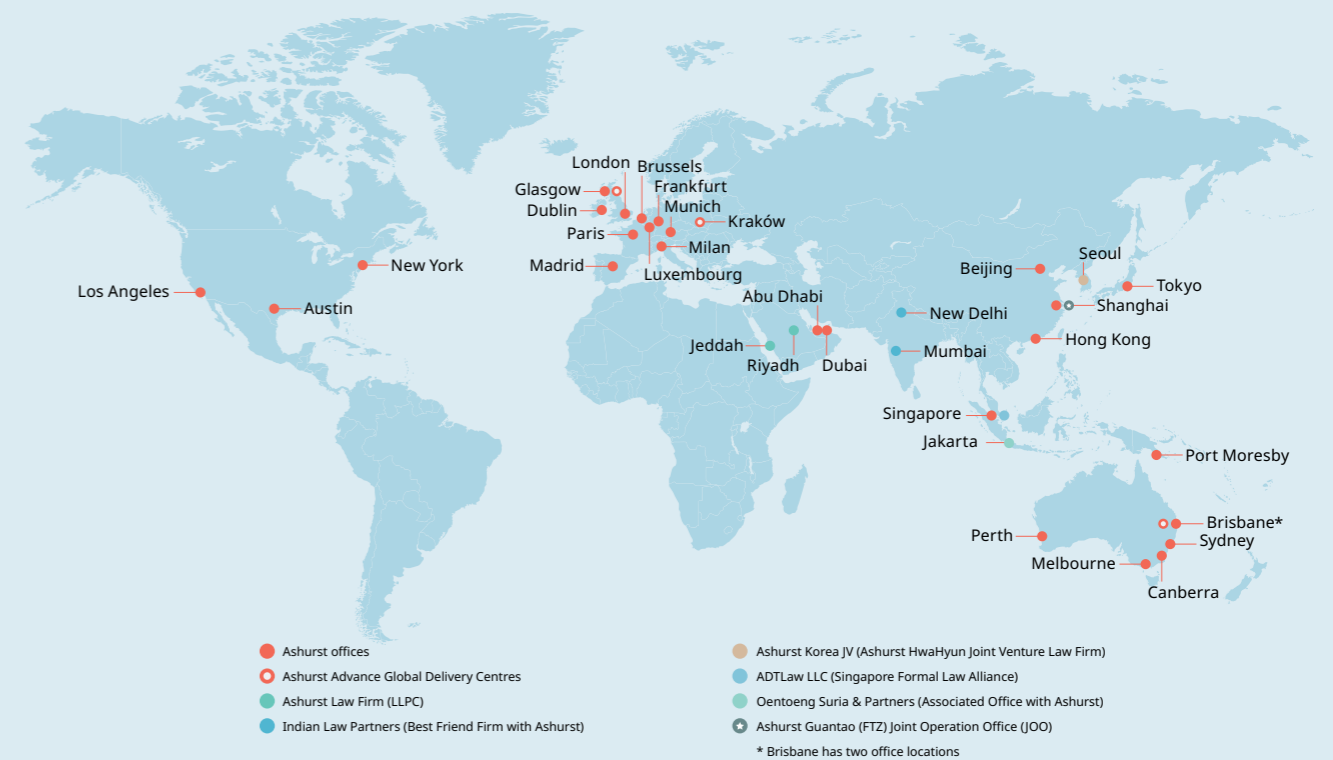 London
Brussels
Glasgow
Frankfurt
Dublin
Munich
Kraków
Paris
Milan
Madrid
Luxembourg
New York
Los Angeles
Austin
Abu Dhabi
Jeddah
Riyadh
Dubai
Seoul
Beijing
Tokyo
Shanghai
New Delhi
Hong Kong
Mumbai
Singapore
Jakarta
Port Moresby
Brisbane*
Perth
Sydney
Melbourne
Canberra
Ashurst offices
Ashurst Advance Global Delivery Centres
Ashurst Law Firm (LLPC)
Indian Law Partners (Best Friend Firm with Ashurst)
Ashurst Korea JV (Ashurst HwaHyun Joint Venture Law Firm)
ADTLaw LLC (Singapore Formal Law Alliance)
Oentoeng Suria & Partners (Associated Office with Ashurst)
Ashurst Guantao (FTZ) Joint Operation Office (JOO)
* Brisbane has two office locations